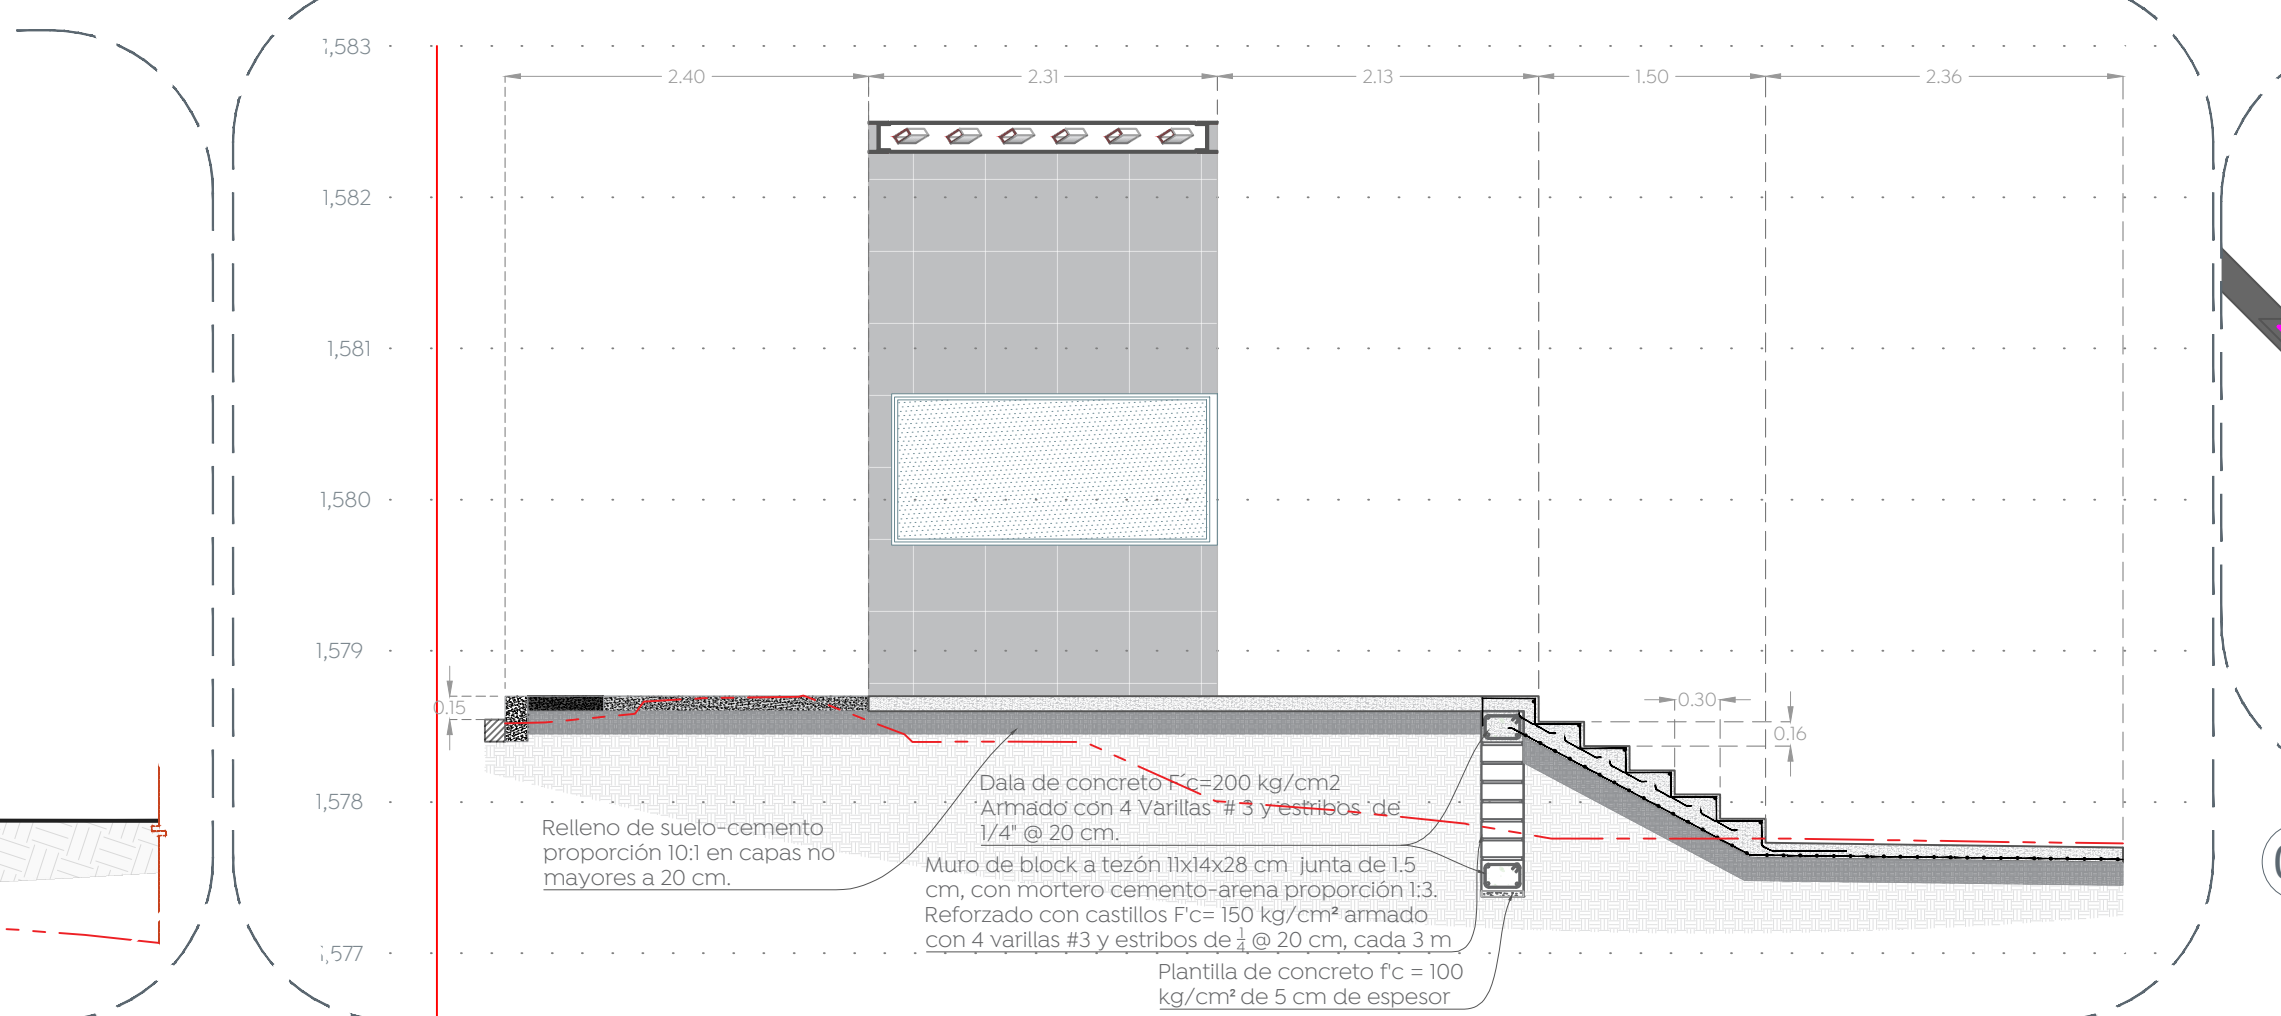 1,583
2.40
2.31
2.13
1.50
2.36
1,582
1,581
1,580
1,579
0.15
0.30
0.16
1,578
Dala de concreto F´c=200 kg/cm2
Armado con 4 Varillas # 3 y estribos de
1/4" @ 20 cm.
Relleno de suelo-cemento
proporción 10:1 en capas no
mayores a 20 cm.
Muro de block a tezón 11x14x28 cm junta de 1.5
cm, con mortero cemento-arena proporción 1:3.
Reforzado con castillos F'c= 150 kg/cm² armado
con 4 varillas #3 y estribos de 1/4 @ 20 cm, cada 3 m
1,577
Plantilla de concreto f'c = 100
kg/cm² de 5 cm de espesor